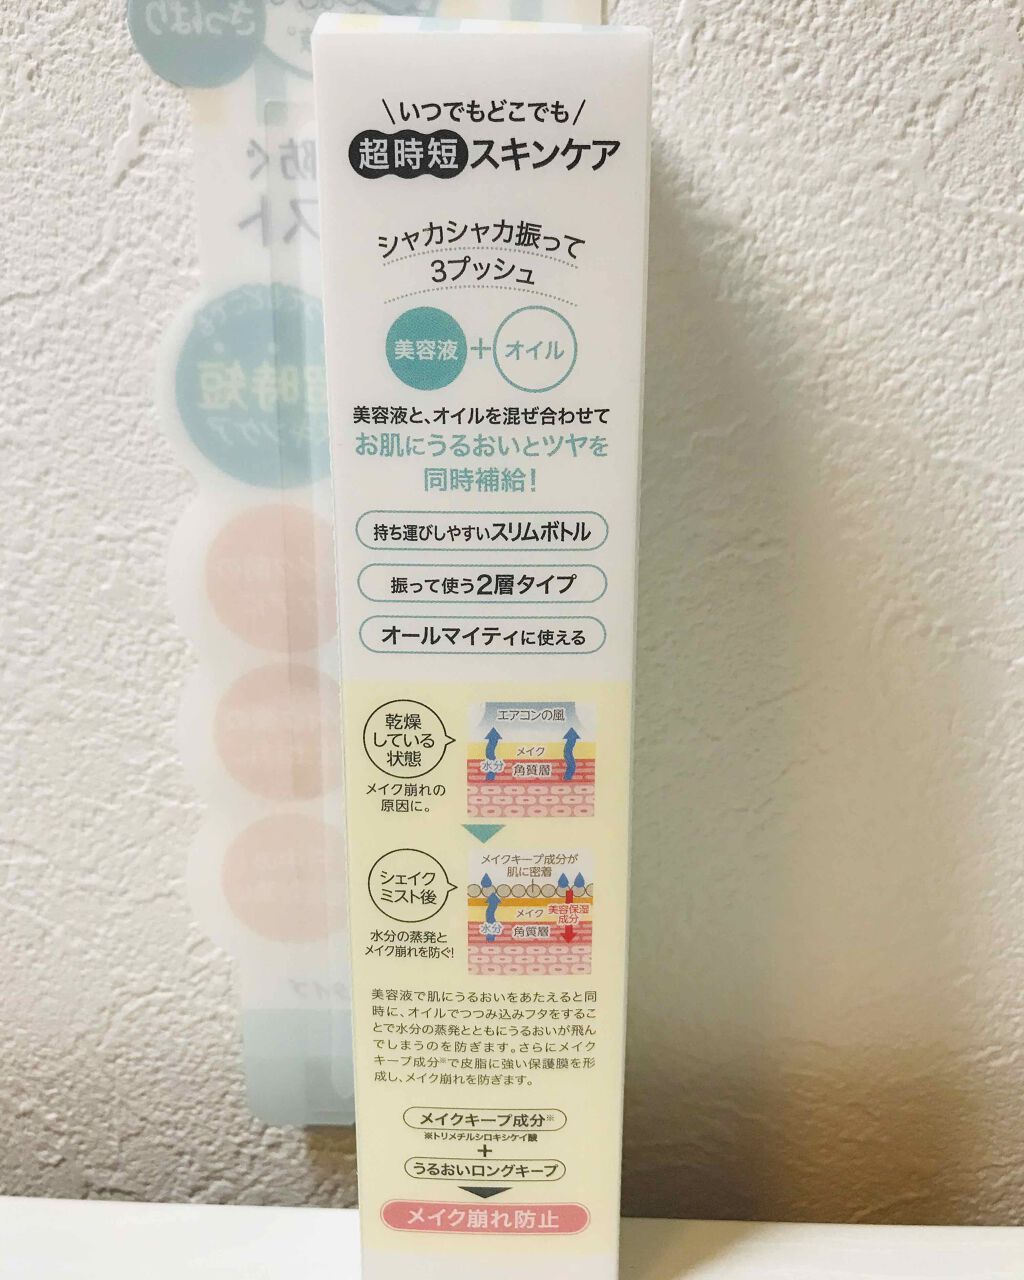 \いつでもどこでも/
超時短スキンケア
シャカシャカ振って
3プッシュ
美容液+オイル
美容液と、オイルを混ぜ合わせて
お肌にうるおいとツヤを
同時補給!
持ち運びしやすいスリムボトル
振って使う2層タイプ
オールマイティに使える
乾燥
している
状態
メイク崩れの
原因に。
エアコンの風
メイク
水分
角質層
シェイク
ミスト後
水分の蒸発と
メイク崩れを防ぐ!
メイクキープ成分が
肌に密着
メイク
美容保湿
成分
水分
角質層
美容液で肌にうるおいをあたえると同
時に、オイルでつつみ込みフタをするこ
とで水分の蒸発とともにうるおいが飛ん
でしまうのを防ぎます。さらにメイク
キープ成分※で皮脂に強い保護膜を形
成し、メイク崩れを防ぎます。
メイクキープ成分※
※トリメチルシロキシケイ酸
+
うるおいロングキープ
メイク崩れ防止
さっぱり
防ぐ
スト
超時短